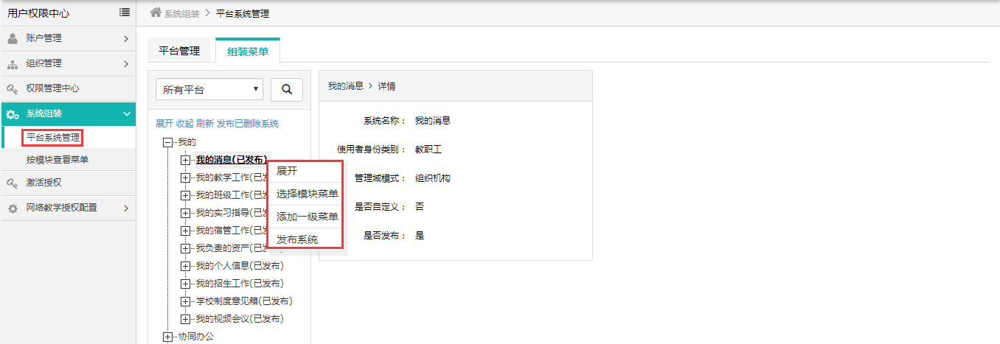 用户权限中心
账户管理
组织管理
权限管理中心
系统组装
平台系统管理
按模块查看菜单
激活授权
网络教学授权配置
系统组装 > 平台系统管理
平台管理 组装菜单
所有平台
展开 收起 刷新 发布已删除系统
我的
我的消息(已发布)
我的教学工作(已发
我的班级工作(已发
我的实习指导(已发
我的宿管工作(已发
我负责的资产(已发布)
我的个人信息(已发布)
我的招生工作(已发布)
学校制度意见箱(已发布)
我的视频会议(已发布)
协同办公
展开
选择模块菜单
添加一级菜单
发布系统
我的消息 > 详情
系统名称： 我的消息
使用者身份类别： 教职工
管理域模式： 组织机构
是否自定义： 否
是否发布： 是